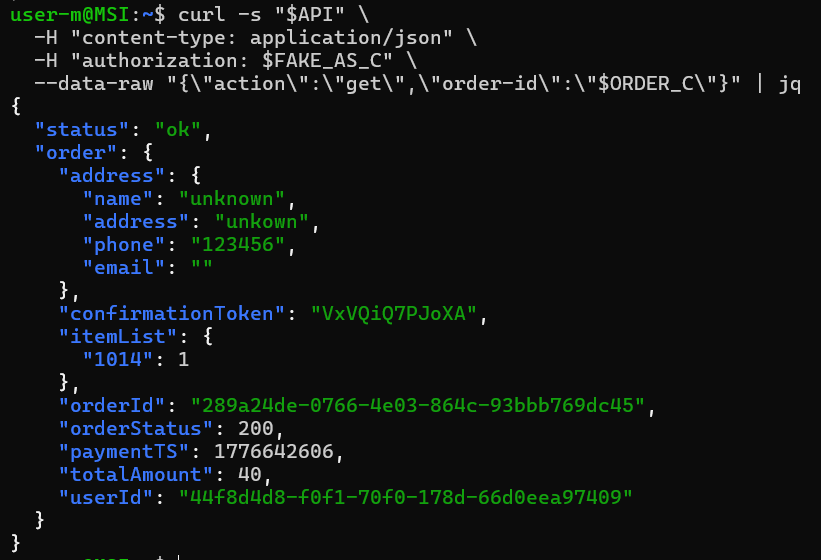 user-m@MSI:~$ curl -s "$API" \
  -H "content-type: application/json" \
  -H "authorization: $FAKE_AS_C" \
  --data-raw "{\"action\":\"get\",\"order-id\":\"$ORDER_C\"}" | jq
{
  "status": "ok",
  "order": {
    "address": {
      "name": "unknown",
      "address": "unkown",
      "phone": "123456",
      "email": ""
    },
    "confirmationToken": "VxVQiQ7PJoXA",
    "itemList": {
      "1014": 1
    },
    "orderId": "289a24de-0766-4e03-864c-93bbb769dc45",
    "orderStatus": 200,
    "paymentTS": 1776642606,
    "totalAmount": 40,
    "userId": "44f8d4d8-f0f1-70f0-178d-66d0eea97409"
  }
}